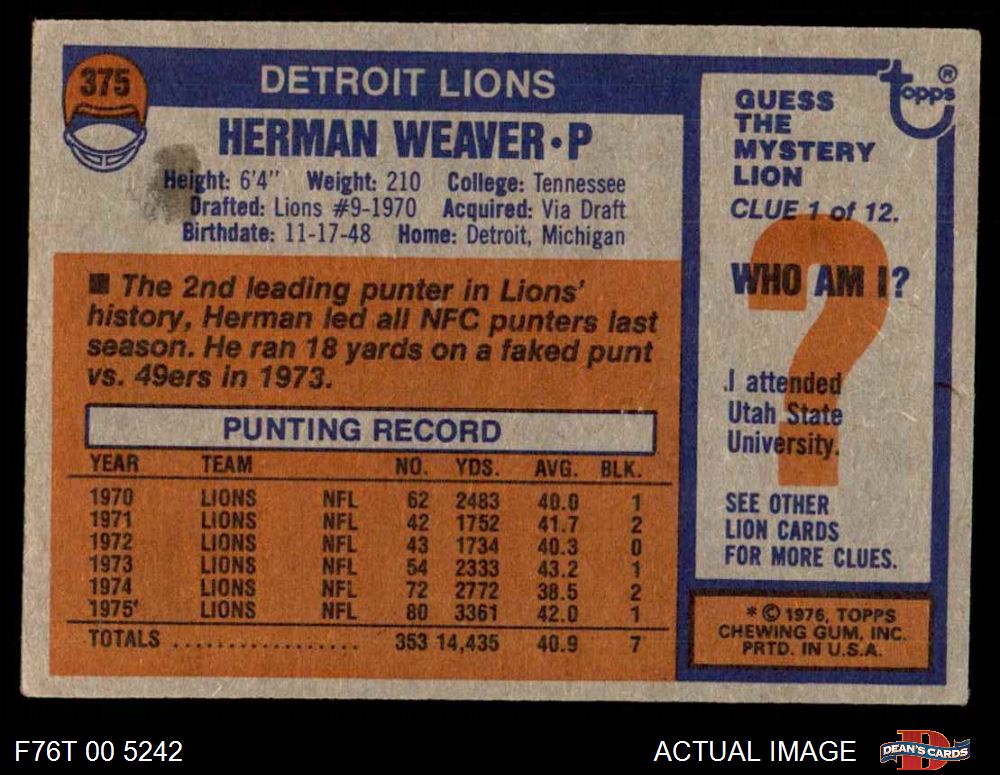 375
DETROIT LIONS
HERMAN WEAVER•P
Height: 6'4" Weight: 210 College: Tennessee
Drafted: Lions #9-1970 Acquired: Via Draft
Birthdate: 11-17-48 Home: Detroit, Michigan
■ The 2nd leading punter in Lions'
history, Herman led all NFC punters last
season. He ran 18 yards on a faked punt
vs. 49ers in 1973.
PUNTING RECORD
YEAR TEAM NO. YDS. AVG. BLK.
1970 LIONS NFL 62 2483 40.0 1
1971 LIONS NFL 42 1752 41.7 2
1972 LIONS NFL 43 1734 40.3 0
1973 LIONS NFL 54 2333 43.2 1
1974 LIONS NFL 72 2772 38.5 2
1975 LIONS NFL 80 3361 42.0 1
TOTALS .................. 353 14,435 40.9 7
topps ®
GUESS
THE
MYSTERY
LION
CLUE 1 of 12.
WHO AM I?
?
I attended
Utah State
University.
SEE OTHER
LION CARDS
FOR MORE CLUES.
* © 1976, TOPPS
CHEWING GUM, INC.
PRTD. IN U.S.A.
F76T 00 5242
ACTUAL IMAGE
D
DEAN'S CARDS